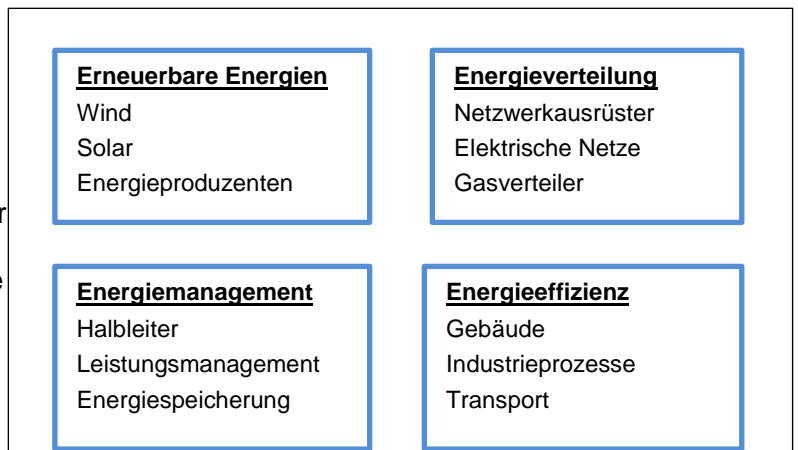 Erneuerbare Energien
Wind
Solar
Energieproduzenten
Energieverteilung
Netzwerkausrüster
Elektrische Netze
Gasverteiler
Energiemanagement
Halbleiter
Leistungsmanagement
Energiespeicherung
Energieeffizienz
Gebäude
Industrieprozesse
Transport